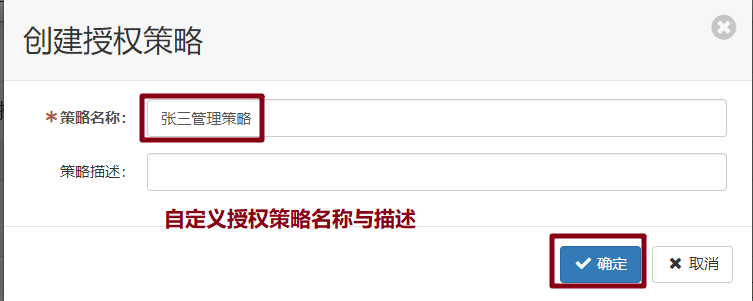 创建授权策略
*策略名称： 张三管理策略
策略描述：
自定义授权策略名称与描述
确定 取消